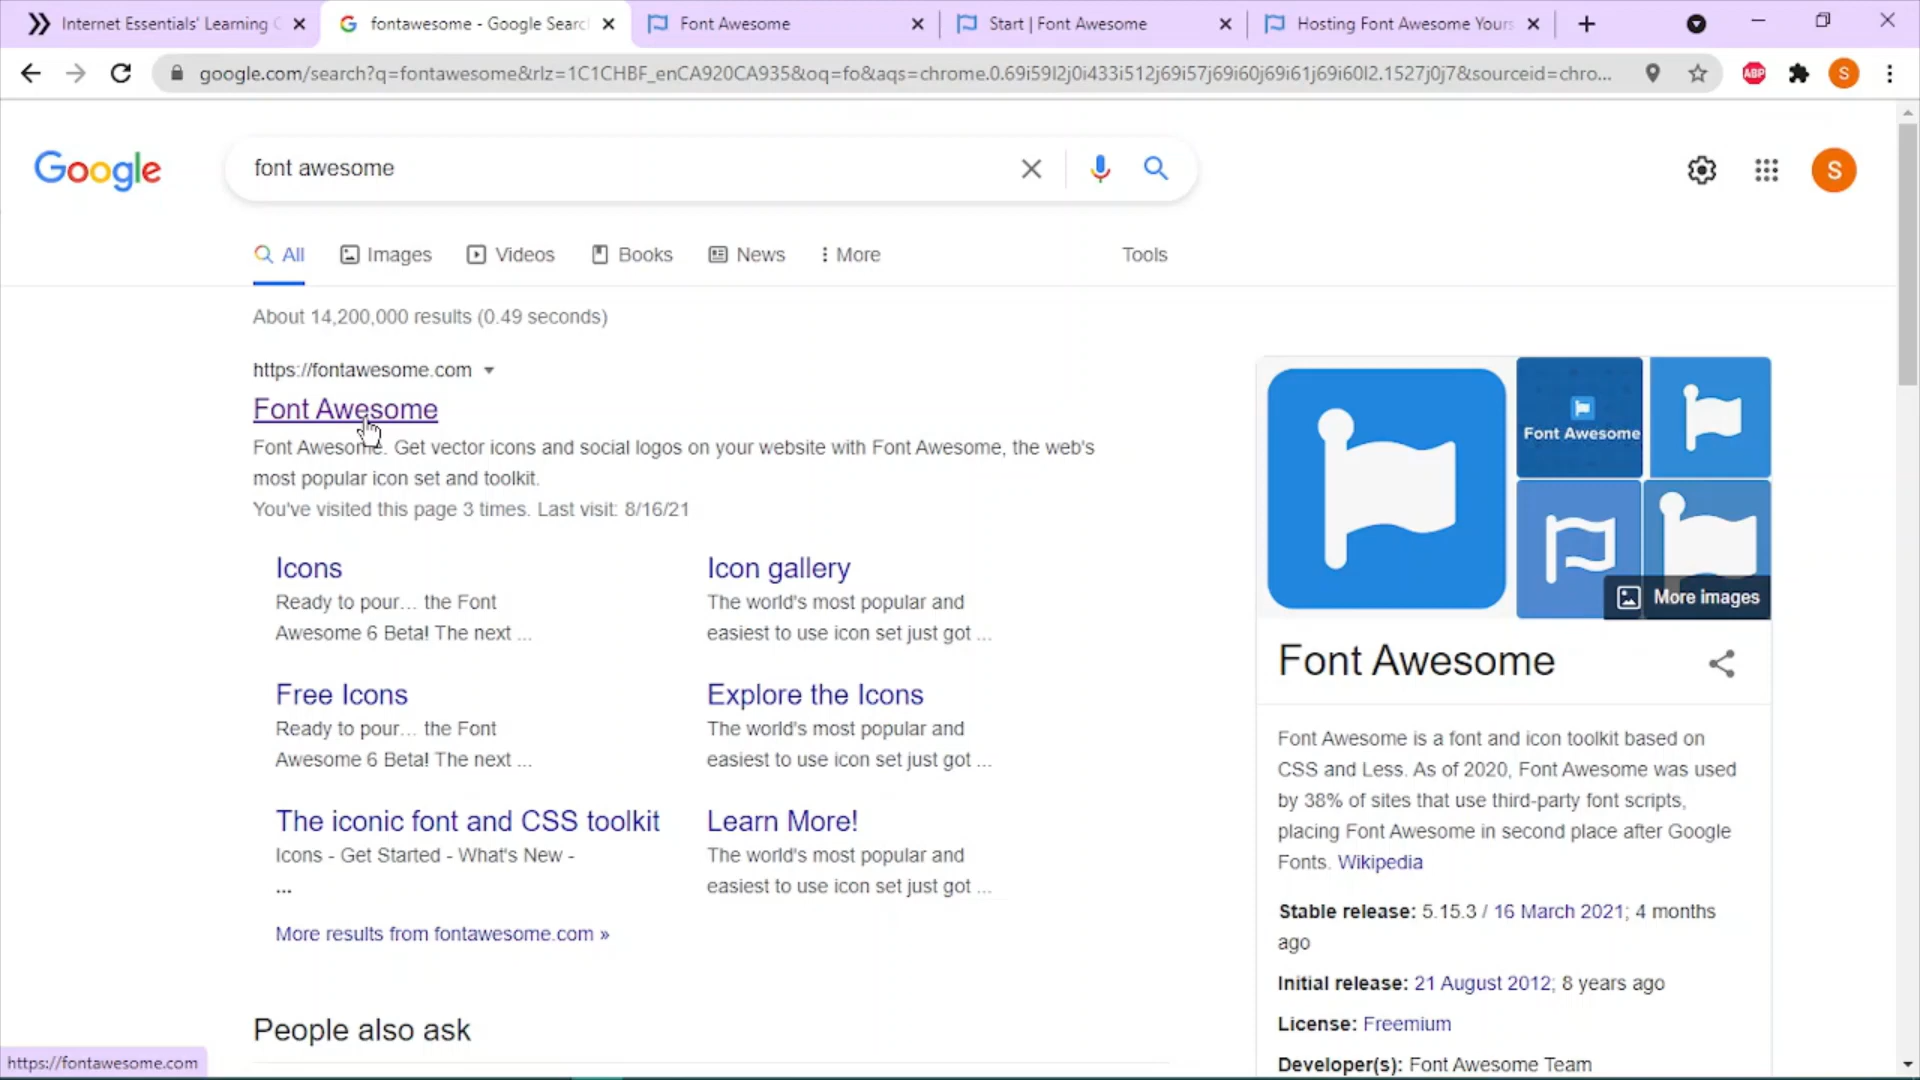 Internet Essentials' Learning C
fontawesome - Google Searc
Font Awesome
Start | Font Awesome
Hosting Font Awesome Yours
google.com/search?q=fontawesome&rlz=1C1CHBF_enCA920CA935&oq=fo&aqs=chrome.0.69i59l2j0i433i512j69i57j69i60j69i61j69i60l2.1527j0j7&sourceid=chro...
ABP
S
Google
font awesome
S
All
Images
Videos
Books
News
More
Tools
About 14,200,000 results (0.49 seconds)
https://fontawesome.com
Font Awesome
Font Awesome. Get vector icons and social logos on your website with Font Awesome, the web's
most popular icon set and toolkit.
You've visited this page 3 times. Last visit: 8/16/21
Icons
Ready to pour... the Font
Awesome 6 Beta! The next ...
Icon gallery
The world's most popular and
easiest to use icon set just got ...
Free Icons
Ready to pour... the Font
Awesome 6 Beta! The next ...
Explore the Icons
The world's most popular and
easiest to use icon set just got ...
The iconic font and CSS toolkit
Icons - Get Started - What's New -
...
Learn More!
The world's most popular and
easiest to use icon set just got ...
More results from fontawesome.com »
People also ask
https://fontawesome.com
Font Awesome
More images
Font Awesome
Font Awesome is a font and icon toolkit based on
CSS and Less. As of 2020, Font Awesome was used
by 38% of sites that use third-party font scripts,
placing Font Awesome in second place after Google
Fonts. Wikipedia
Stable release: 5.15.3 / 16 March 2021; 4 months
ago
Initial release: 21 August 2012; 8 years ago
License: Freemium
Developer(s): Font Awesome Team